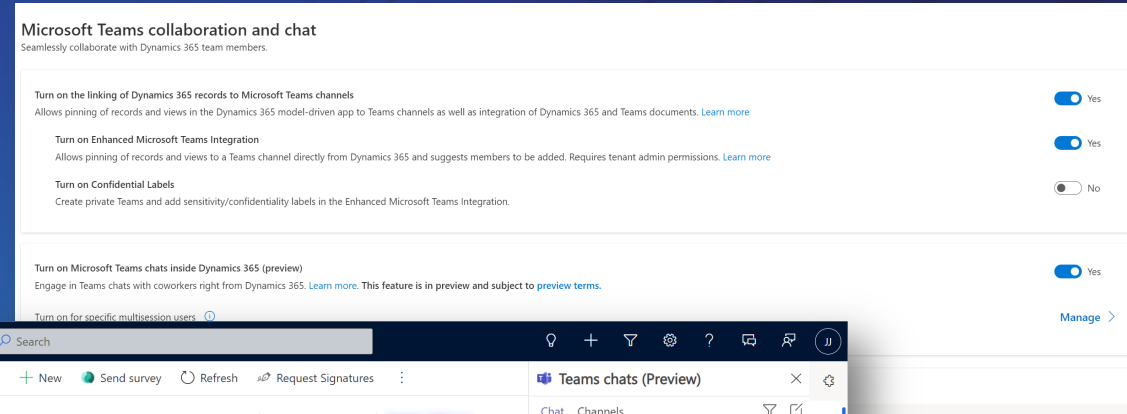 Microsoft Teams collaboration and chat
Seamlessly collaborate with Dynamics 365 team members.
Turn on the linking of Dynamics 365 records to Microsoft Teams channels
Yes
Allows pinning of records and views in the Dynamics 365 model-driven app to Teams channels as well as integration of Dynamics 365 and Teams documents. Learn more
Turn on Enhanced Microsoft Teams Integration
Yes
Allows pinning of records and views to a Teams channel directly from Dynamics 365 and suggests members to be added. Requires tenant admin permissions. Learn more
Turn on Confidential Labels
No
Create private Teams and add sensitivity/confidentiality labels in the Enhanced Microsoft Teams Integration.
Turn on Microsoft Teams chats inside Dynamics 365 (preview)
Yes
Engage in Teams chats with coworkers right from Dynamics 365. Learn more. This feature is in preview and subject to preview terms.
Turn on for specific multisession users
Manage
Search
JJ
New Send survey Refresh Request Signatures
Teams chats (Preview)
Chat Channels